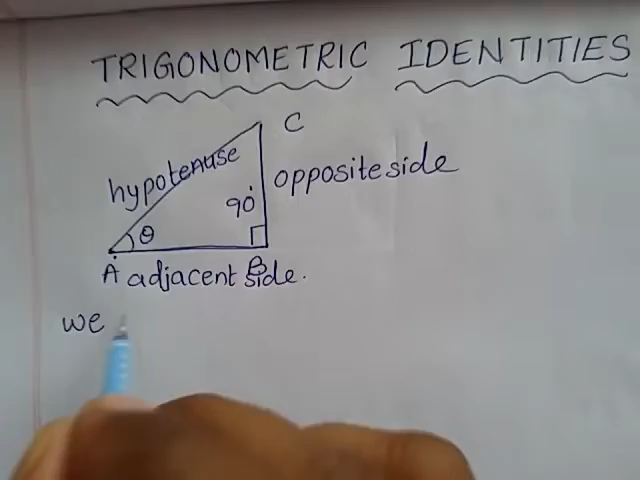 TRIGONOMETRIC IDENTITIES
C
hypotenuse
opposite side
90°
θ
A adjacent side.
B
we